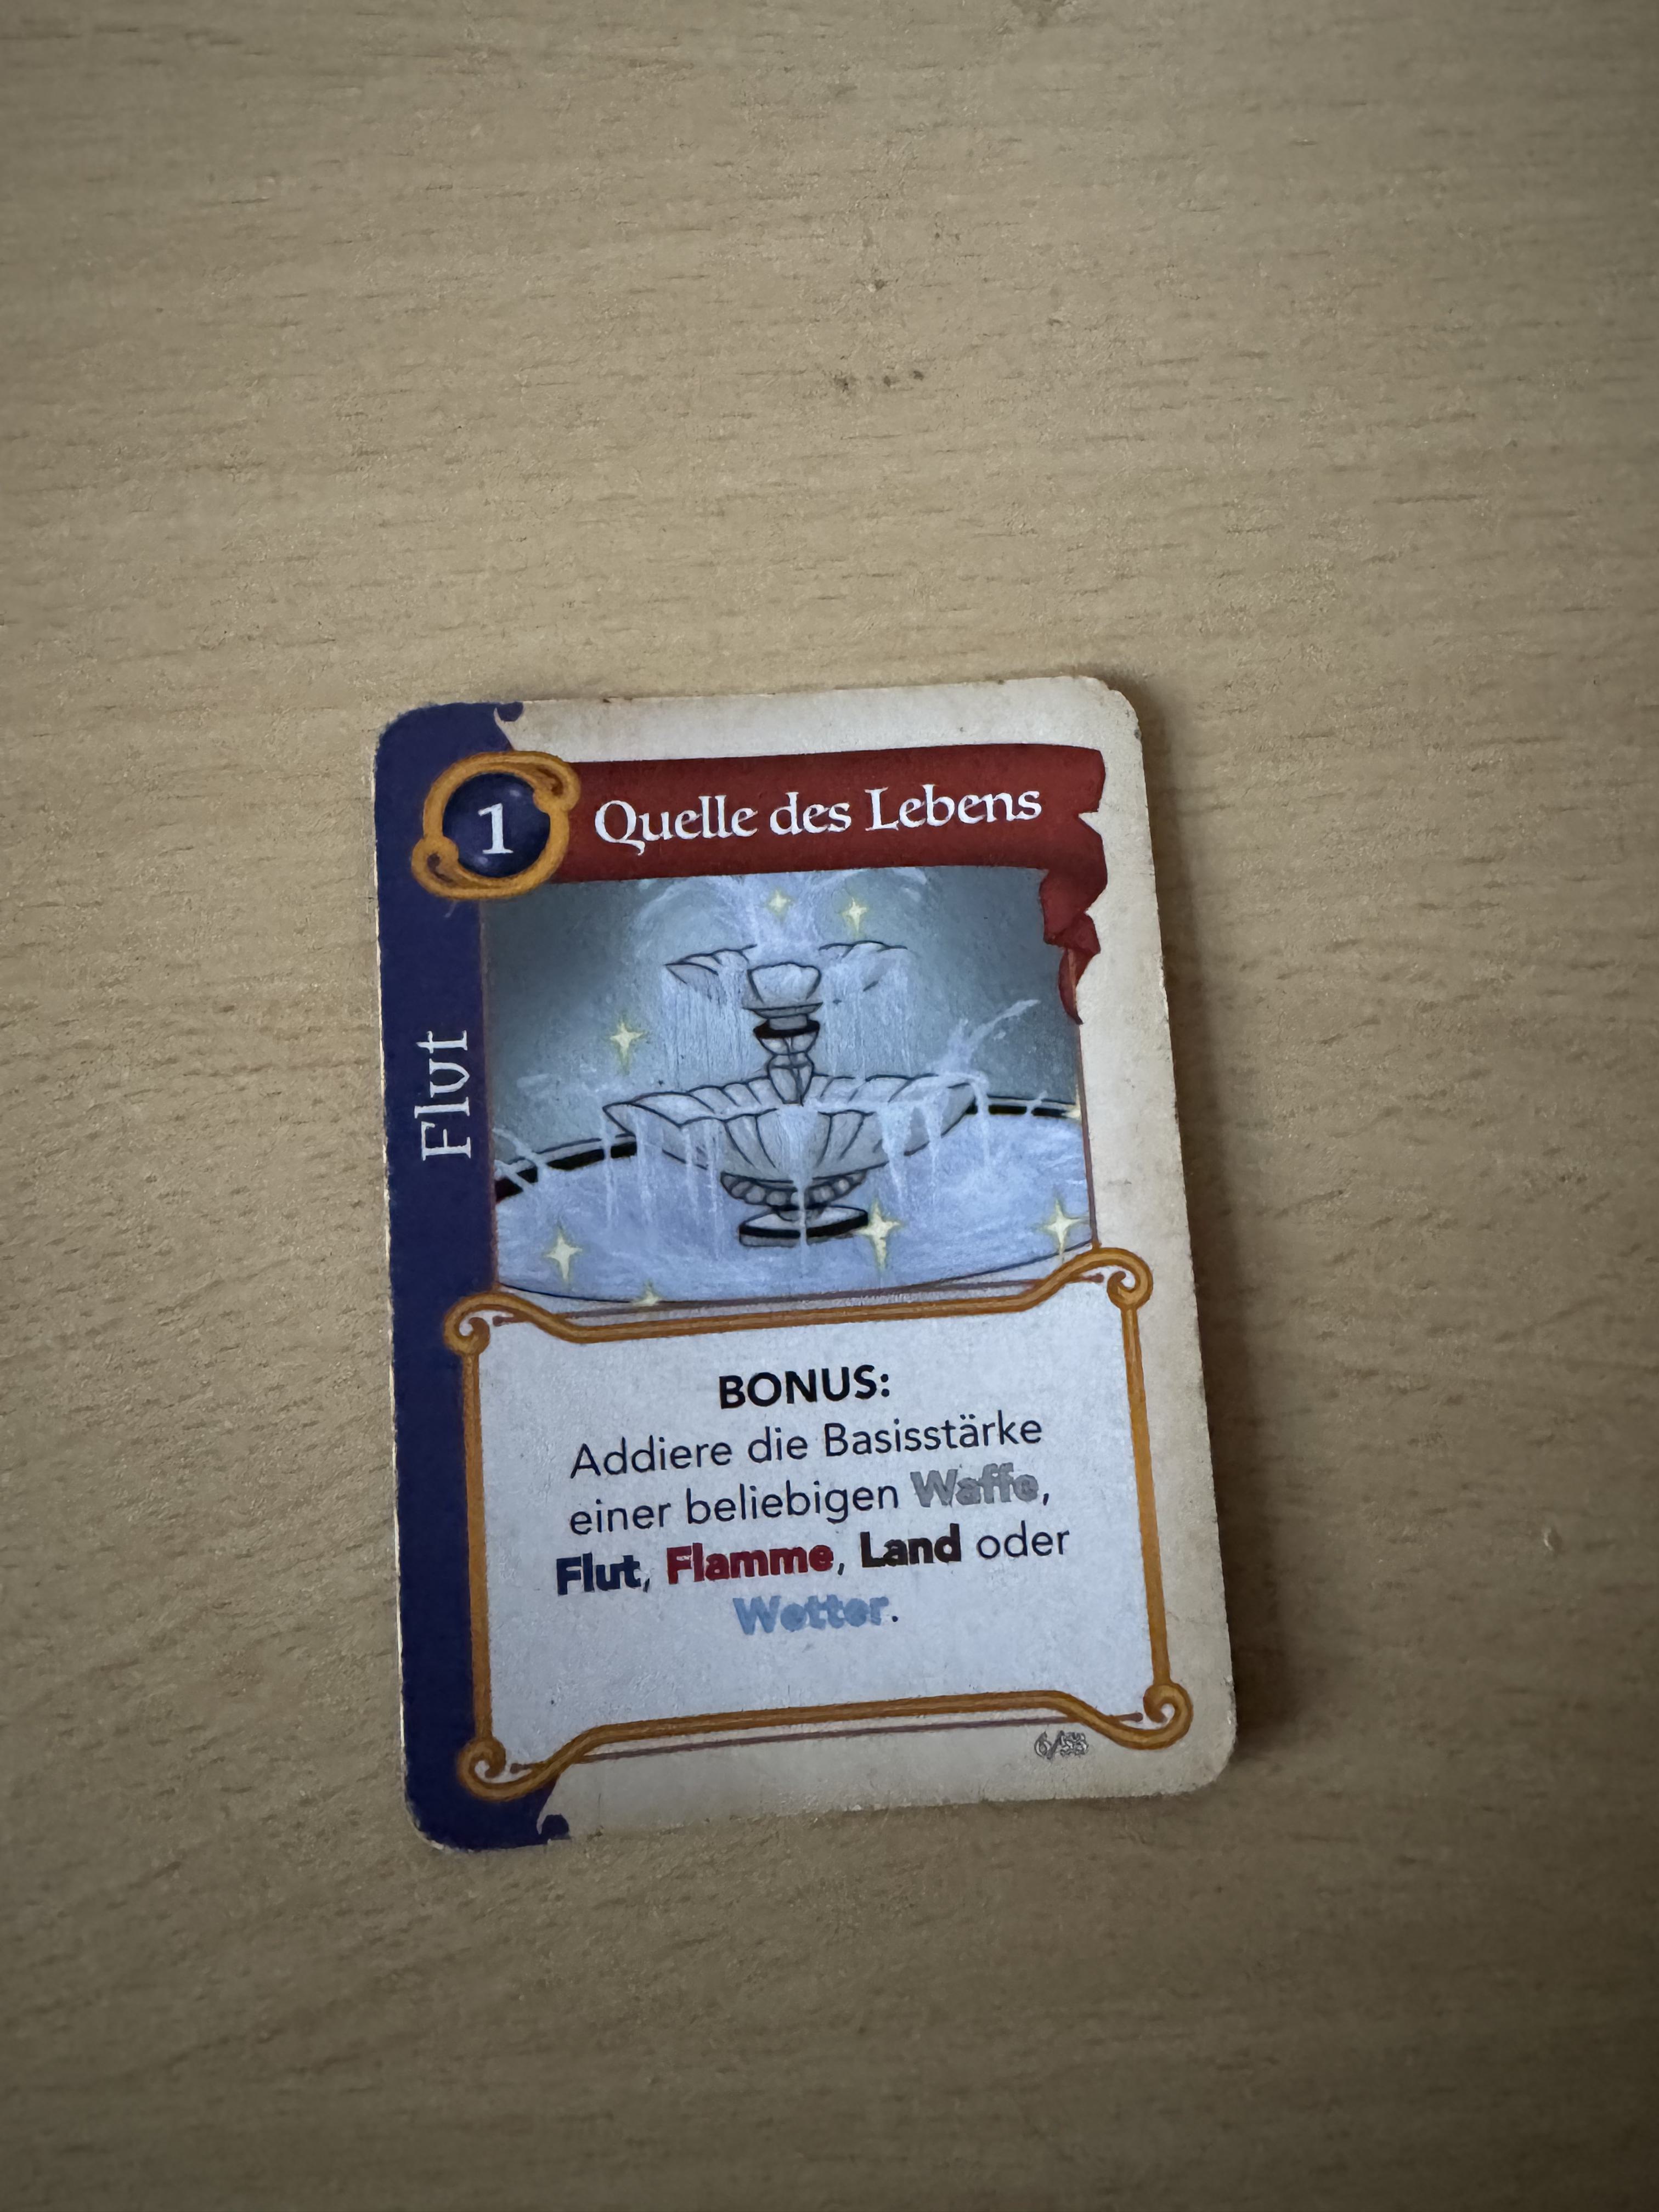 1
Quelle des Lebens
Flut
BONUS:
Addiere die Basisstärke
einer beliebigen Waffe,
Flut, Flamme, Land oder
Wetter.
6/53